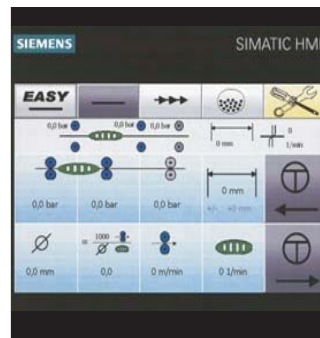 SIEMENS SIMATIC HMI
EASY
0,0 bar 0,0 bar 0,0 bar 0
0 mm 1/min
0 mm
+/- +0 mm
0,0 bar 0,0 bar 0,0 bar
= 1000
0,0 mm 0,0 0 m/min 0 1/min